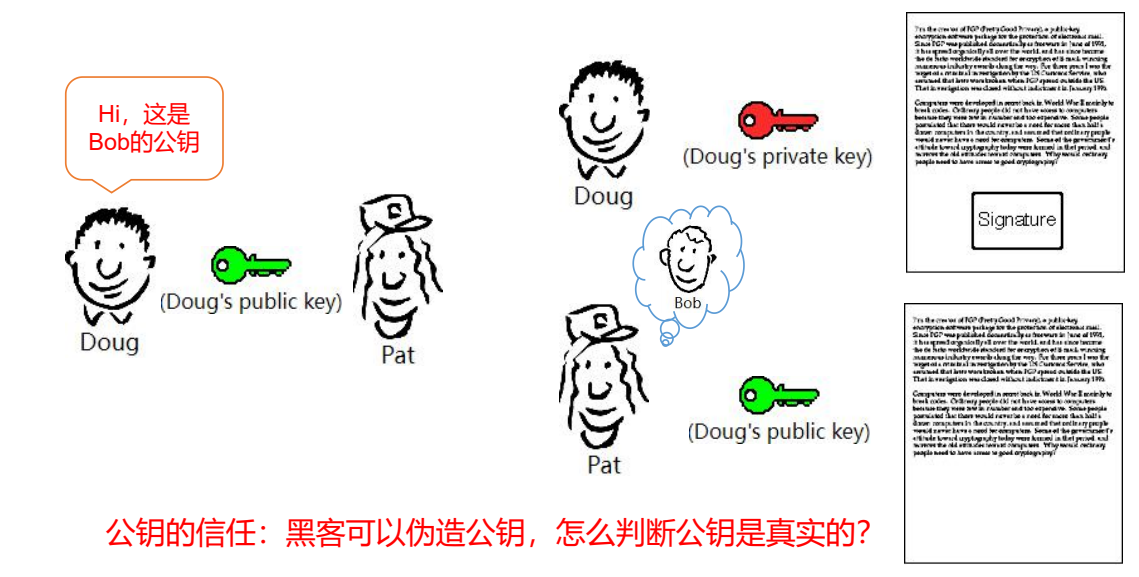 Hi，这是
Bob的公钥
Doug
(Doug's public key)
Pat
Doug
(Doug's private key)
Bob
Pat
(Doug's public key)
I'm the creator of PGP (Pretty Good Privacy), a public-key
encryption software package for the protection of electronic mail.
Since PGP was published domestically as freeware in June of 1991,
it has spread organically all over the world, and has since become
the de facto worldwide standard for encryption of E-mail, winning
numerous industry awards along the way. For three years I was the
target of a criminal investigation by the US Customs Service, who
assumed that laws were broken when PGP spread outside the US.
That investigation was closed without indictment in January 1996.
Computers were developed in secret back in World War II mainly to
break codes. Ordinary people did not have access to computers,
because they were few in number and too expensive. Some people
postulated that there would never be a need for more than half a
dozen computers in the country, and assumed that ordinary people
would never have a need for computers. Some of the government's
attitude toward cryptography today were formed in that period, and
mirrors the old attitudes toward computers. Why would ordinary
people need to have access to good cryptography?
Signature
I'm the creator of PGP (Pretty Good Privacy), a public-key
encryption software package for the protection of electronic mail.
Since PGP was published domestically as freeware in June of 1991,
it has spread organically all over the world, and has since become
the de facto worldwide standard for encryption of E-mail, winning
numerous industry awards along the way. For three years I was the
target of a criminal investigation by the US Customs Service, who
assumed that laws were broken when PGP spread outside the US.
That investigation was closed without indictment in January 1996.
Computers were developed in secret back in World War II mainly to
break codes. Ordinary people did not have access to computers,
because they were few in number and too expensive. Some people
postulated that there would never be a need for more than half a
dozen computers in the country, and assumed that ordinary people
would never have a need for computers. Some of the government's
attitude toward cryptography today were formed in that period, and
mirrors the old attitudes toward computers. Why would ordinary
people need to have access to good cryptography?
公钥的信任：黑客可以伪造公钥，怎么判断公钥是真实的？